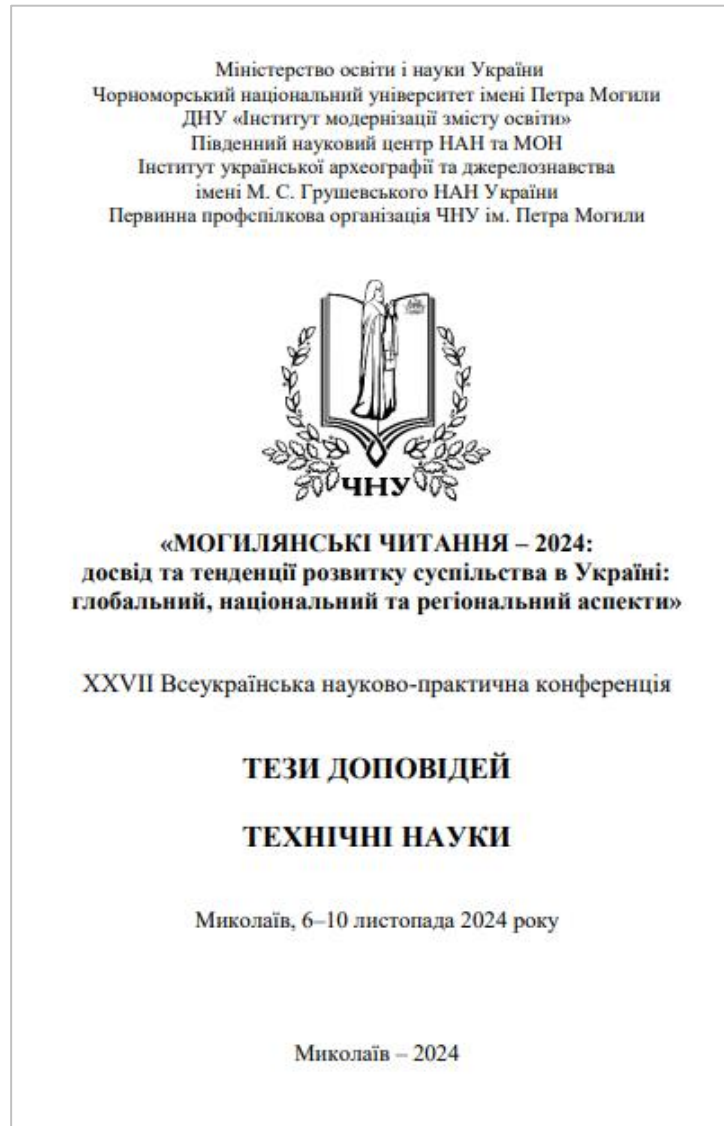 Міністерство освіти і науки України
Чорноморський національний університет імені Петра Могили
ДНУ «Інститут модернізації змісту освіти»
Південний науковий центр НАН та МОН
Інститут української археографії та джерелознавства
імені М. С. Грушевського НАН України
Первинна профспілкова організація ЧНУ ім. Петра Могили
ЧНУ
«МОГИЛЯНСЬКІ ЧИТАННЯ – 2024:
досвід та тенденції розвитку суспільства в Україні:
глобальний, національний та регіональний аспекти»
XXVII Всеукраїнська науково-практична конференція
ТЕЗИ ДОПОВІДЕЙ
ТЕХНІЧНІ НАУКИ
Миколаїв, 6–10 листопада 2024 року
Миколаїв – 2024